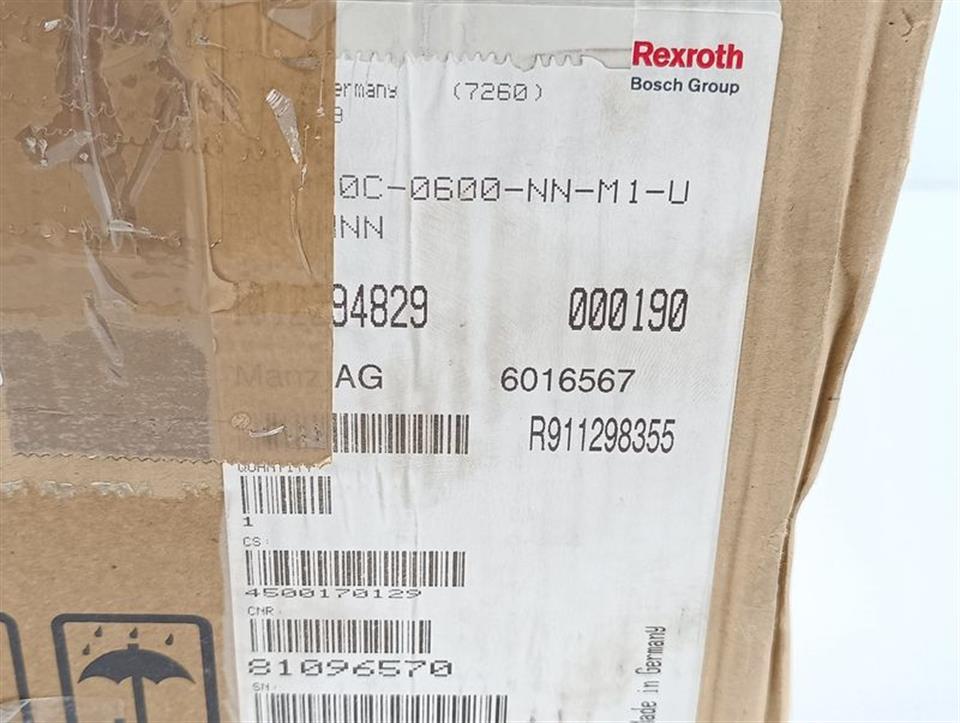 Rexroth
Bosch Group
ermany (7260)
0C-0600-NN-M1-U
NN
94829 000190
Manz AG 6016567
R911298355
QUANTITY
1
CS:
4500170129
CNR:
81096570
SN:
Made in Germany